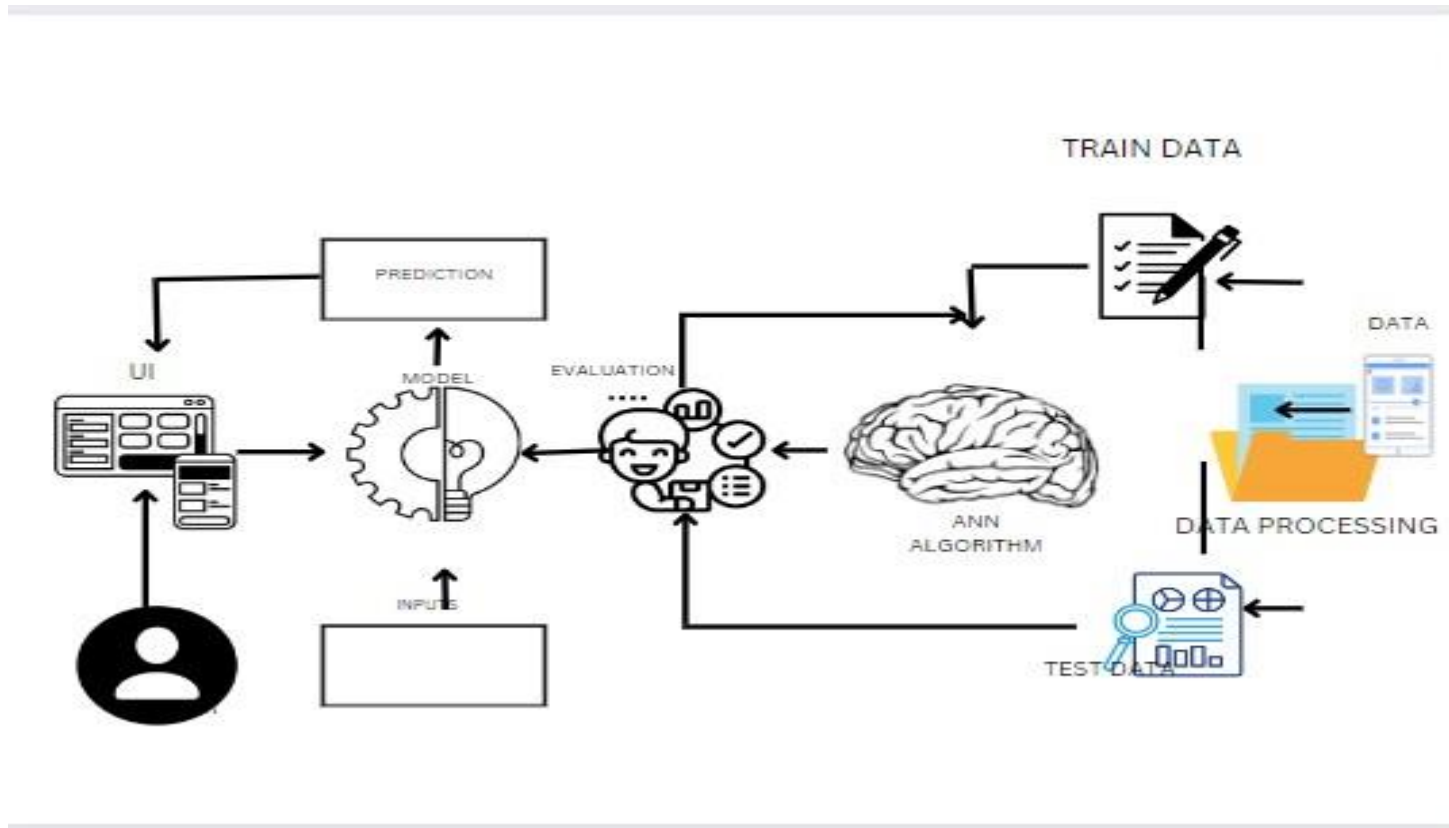 TRAIN DATA
PREDICTION
DATA
UI
MODEL
EVALUATION
ANN
ALGORITHM
DATA PROCESSING
INPUTS
TEST DATA